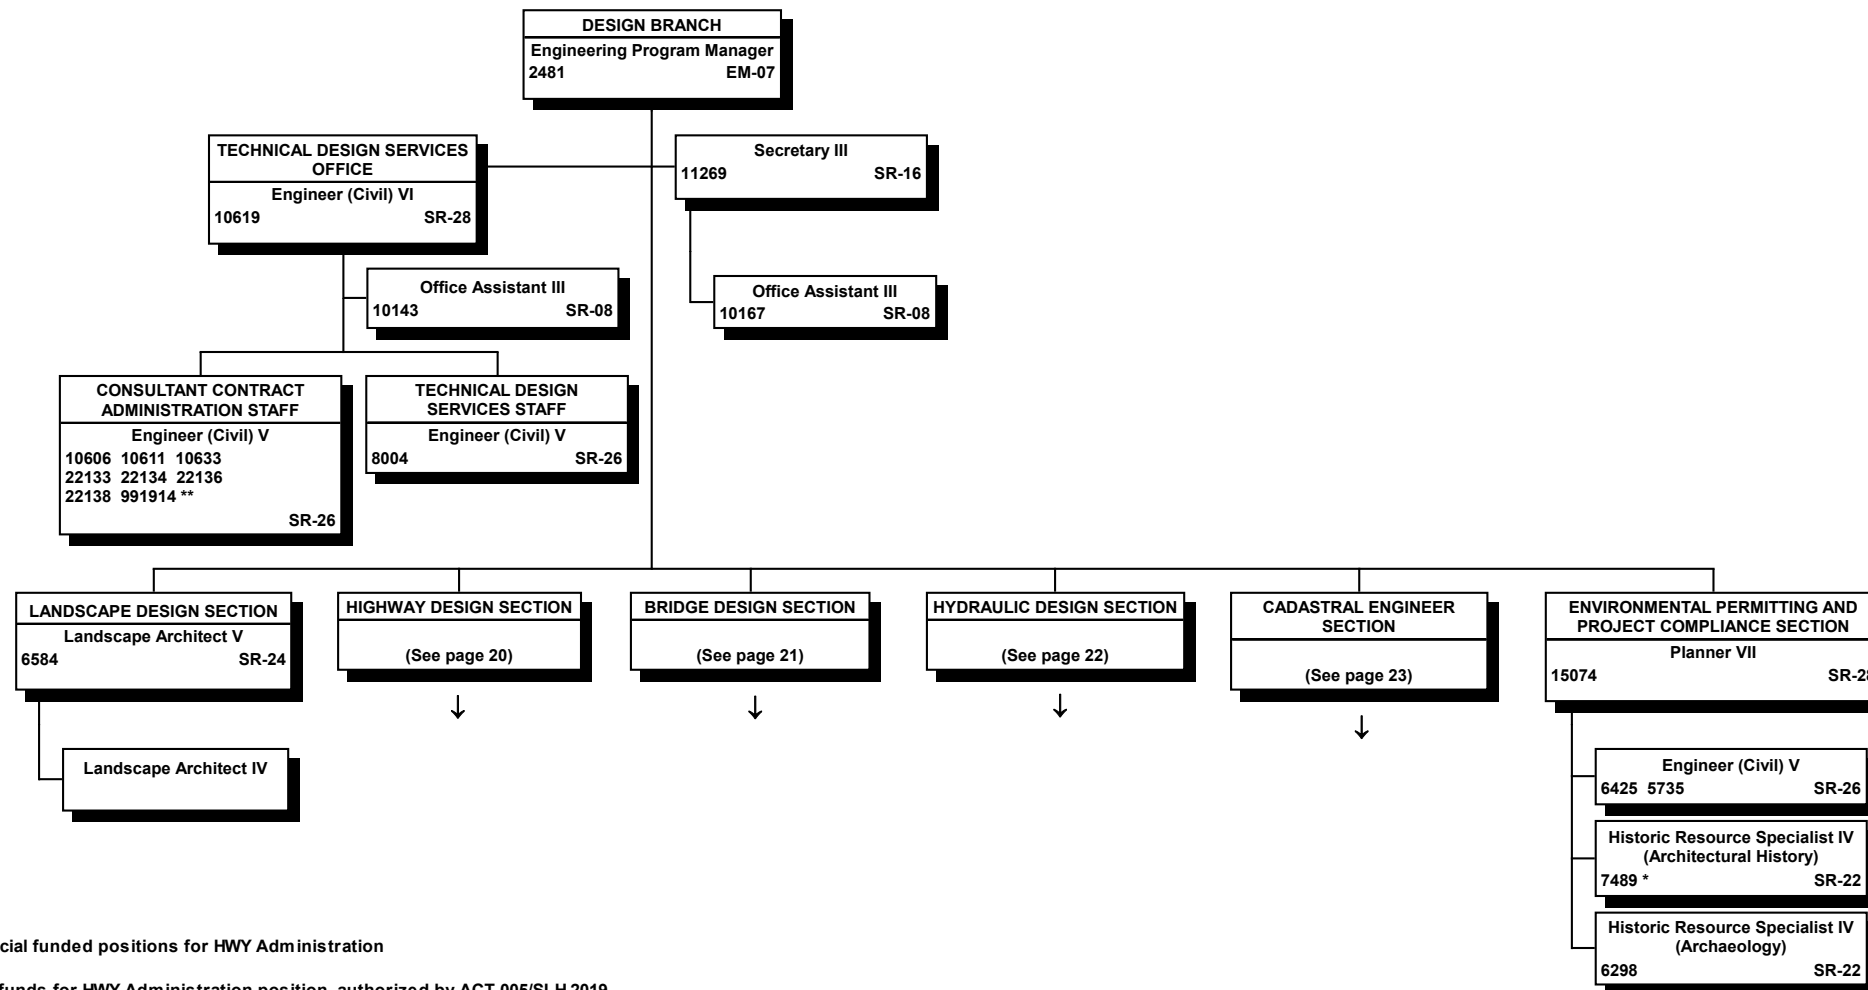 DESIGN BRANCH
Engineering Program Manager
2481 EM-07
TECHNICAL DESIGN SERVICES
OFFICE
Engineer (Civil) VI
10619 SR-28
Secretary III
11269 SR-16
Office Assistant III
10143 SR-08
Office Assistant III
10167 SR-08
CONSULTANT CONTRACT
ADMINISTRATION STAFF
Engineer (Civil) V
10606 10611 10633
22133 22134 22136
22138 991914 **
SR-26
TECHNICAL DESIGN
SERVICES STAFF
Engineer (Civil) V
8004 SR-26
LANDSCAPE DESIGN SECTION
Landscape Architect V
6584 SR-24
Landscape Architect IV
HIGHWAY DESIGN SECTION
(See page 20)
↓
BRIDGE DESIGN SECTION
(See page 21)
↓
HYDRAULIC DESIGN SECTION
(See page 22)
↓
CADASTRAL ENGINEER
SECTION
(See page 23)
↓
ENVIRONMENTAL PERMITTING AND
PROJECT COMPLIANCE SECTION
Planner VII
15074 SR-28
Engineer (Civil) V
6425 5735 SR-26
Historic Resource Specialist IV
(Architectural History)
7489 * SR-22
Historic Resource Specialist IV
(Archaeology)
6298 SR-22
cial funded positions for HWY Administration
funds for HWY Administration position, authorized by ACT 005/SLH 2019